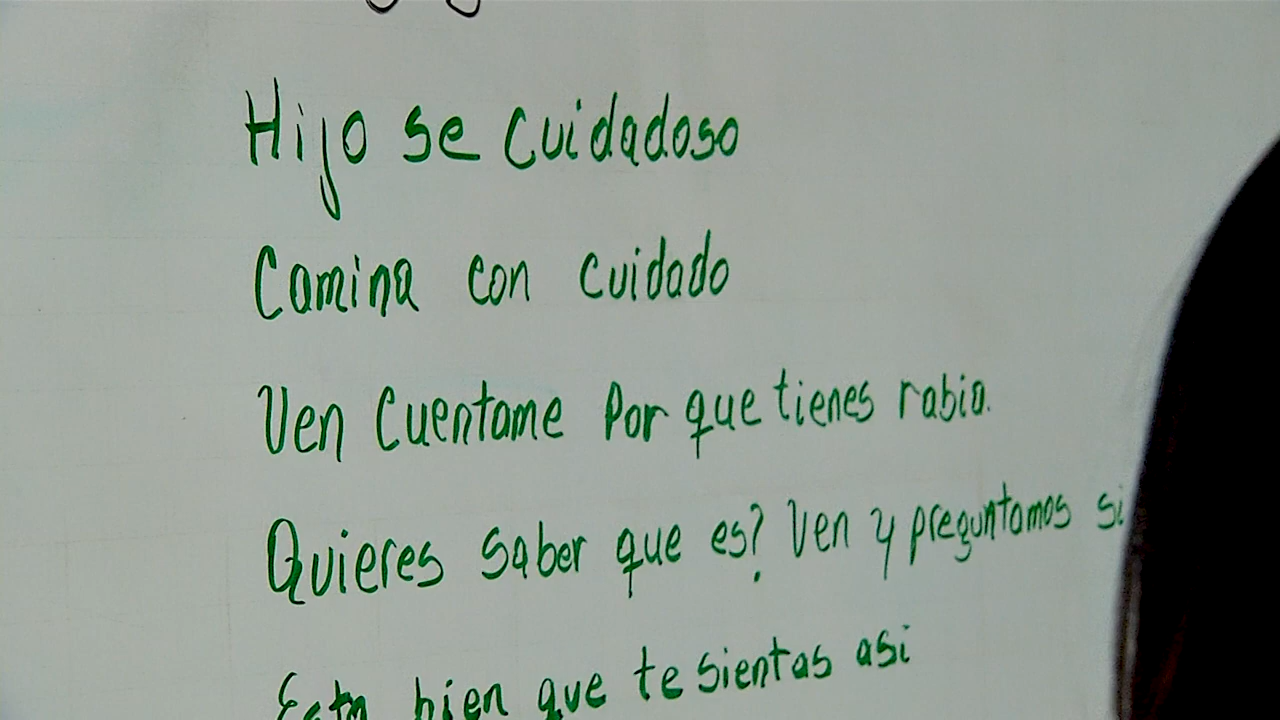 Hijo se cuidadoso
Camina con cuidado
Ven Cuentame Por que tienes rabia.
Quieres saber que es? Ven y preguntamos si
Esta bien que te sientas asi